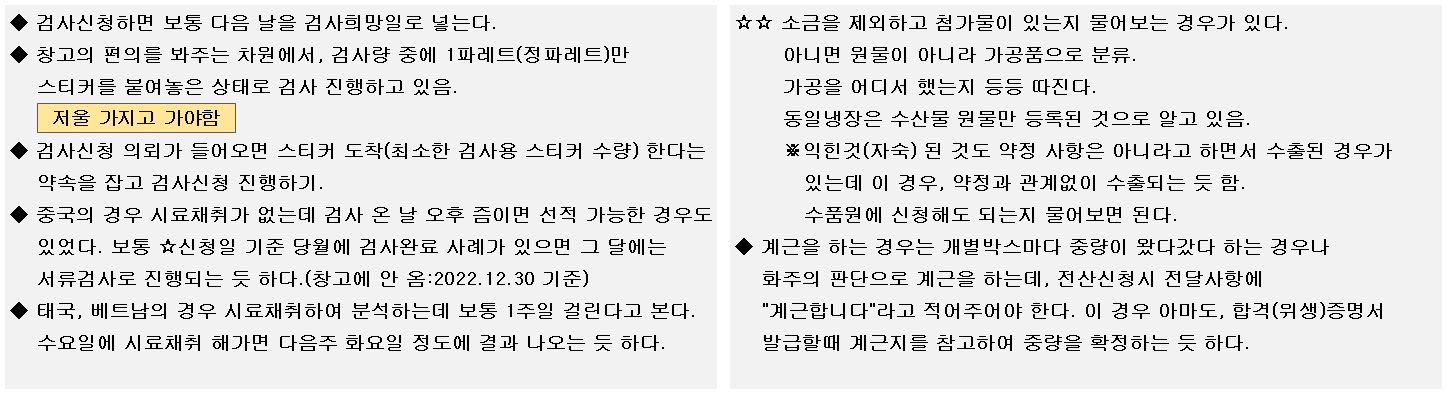 ◆ 검사신청하면 보통 다음 날을 검사희망일로 넣는다.
◆ 창고의 편의를 봐주는 차원에서, 검사량 중에 1파레트(정파레트)만
스티커를 붙여놓은 상태로 검사 진행하고 있음.
저울 가지고 가야함
◆ 검사신청 의뢰가 들어오면 스티커 도착(최소한 검사용 스티커 수량) 한다는
약속을 잡고 검사신청 진행하기.
◆ 중국의 경우 시료채취가 없는데 검사 온 날 오후 즘이면 선적 가능한 경우도
있었다. 보통 ☆신청일 기준 당월에 검사완료 사례가 있으면 그 달에는
서류검사로 진행되는 듯 하다.(창고에 안 옴:2022.12.30 기준)
◆ 태국, 베트남의 경우 시료채취하여 분석하는데 보통 1주일 걸린다고 본다.
수요일에 시료채취 해가면 다음주 화요일 정도에 결과 나오는 듯 하다.
☆☆ 소금을 제외하고 첨가물이 있는지 물어보는 경우가 있다.
아니면 원물이 아니라 가공품으로 분류.
가공을 어디서 했는지 등등 따진다.
동일냉장은 수산물 원물만 등록된 것으로 알고 있음.
※익힌것(자숙) 된 것도 약정 사항은 아니라고 하면서 수출된 경우가
있는데 이 경우, 약정과 관계없이 수출되는 듯 함.
수품원에 신청해도 되는지 물어보면 된다.
◆ 계근을 하는 경우는 개별박스마다 중량이 왔다갔다 하는 경우나
화주의 판단으로 계근을 하는데, 전산신청시 전달사항에
"계근합니다"라고 적어주어야 한다. 이 경우 아마도, 합격(위생)증명서
발급할때 계근지를 참고하여 중량을 확정하는 듯 하다.